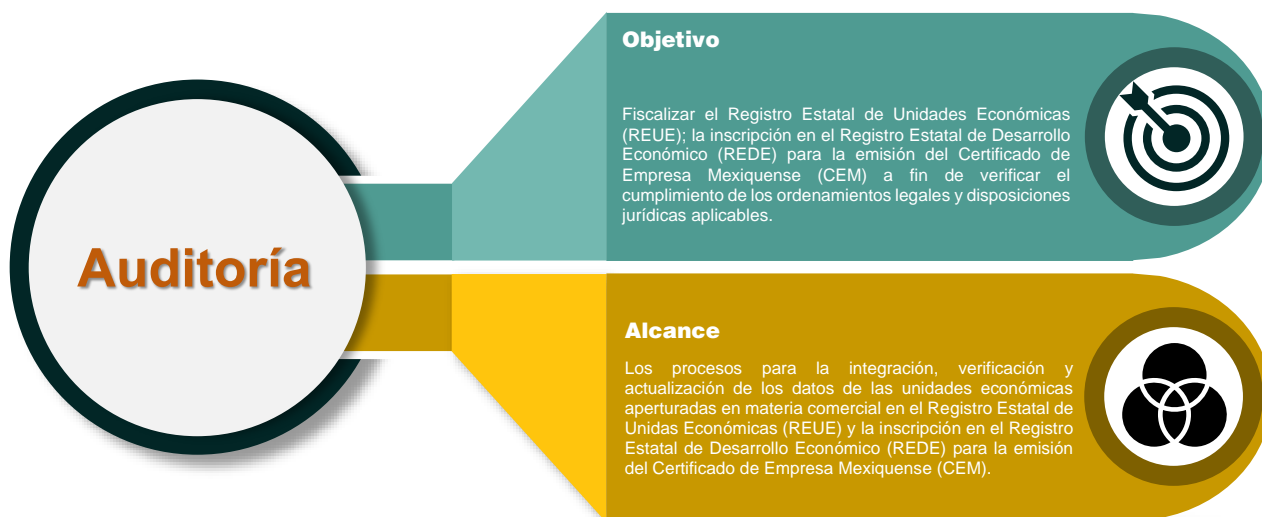 Auditoría
Objetivo
Fiscalizar el Registro Estatal de Unidades Económicas
(REUE); la inscripción en el Registro Estatal de Desarrollo
Económico (REDE) para la emisión del Certificado de
Empresa Mexiquense (CEM) a fin de verificar el
cumplimiento de los ordenamientos legales y disposiciones
jurídicas aplicables.
Alcance
Los procesos para la integración, verificación y
actualización de los datos de las unidades económicas
aperturadas en materia comercial en el Registro Estatal de
Unidas Económicas (REUE) y la inscripción en el Registro
Estatal de Desarrollo Económico (REDE) para la emisión
del Certificado de Empresa Mexiquense (CEM).